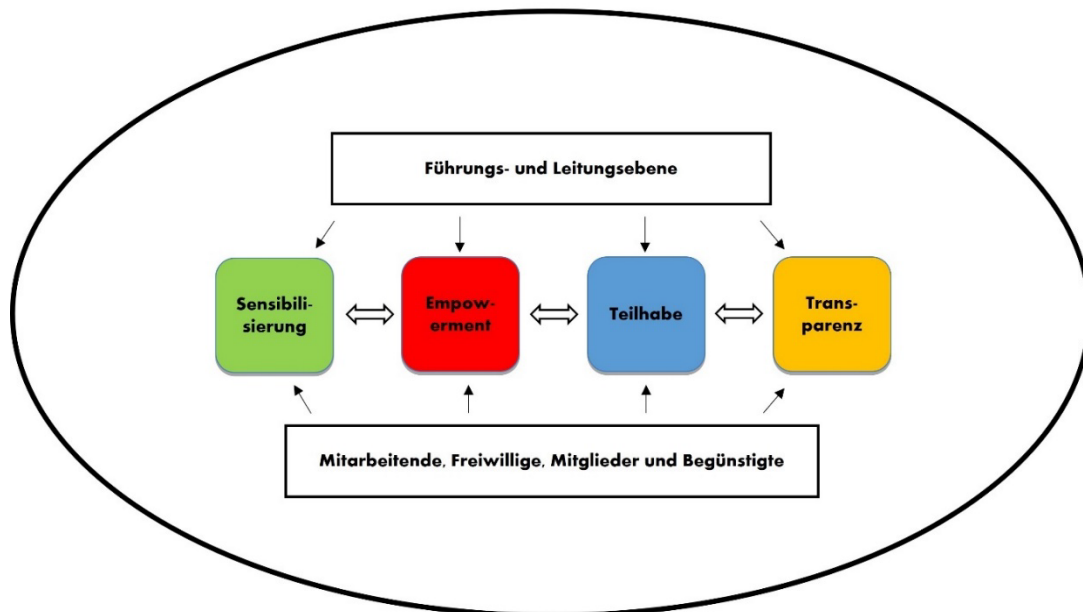 Führungs- und Leitungsebene
Sensibili-
sierung
Empow-
erment
Teilhabe
Trans-
parenz
Mitarbeitende, Freiwillige, Mitglieder und Begünstigte